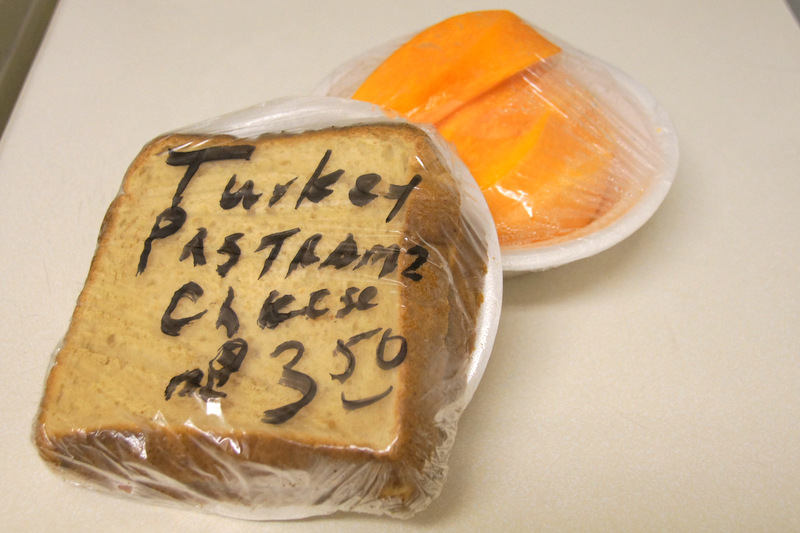 Turkey
PASTRAMI
Cheese
3.50